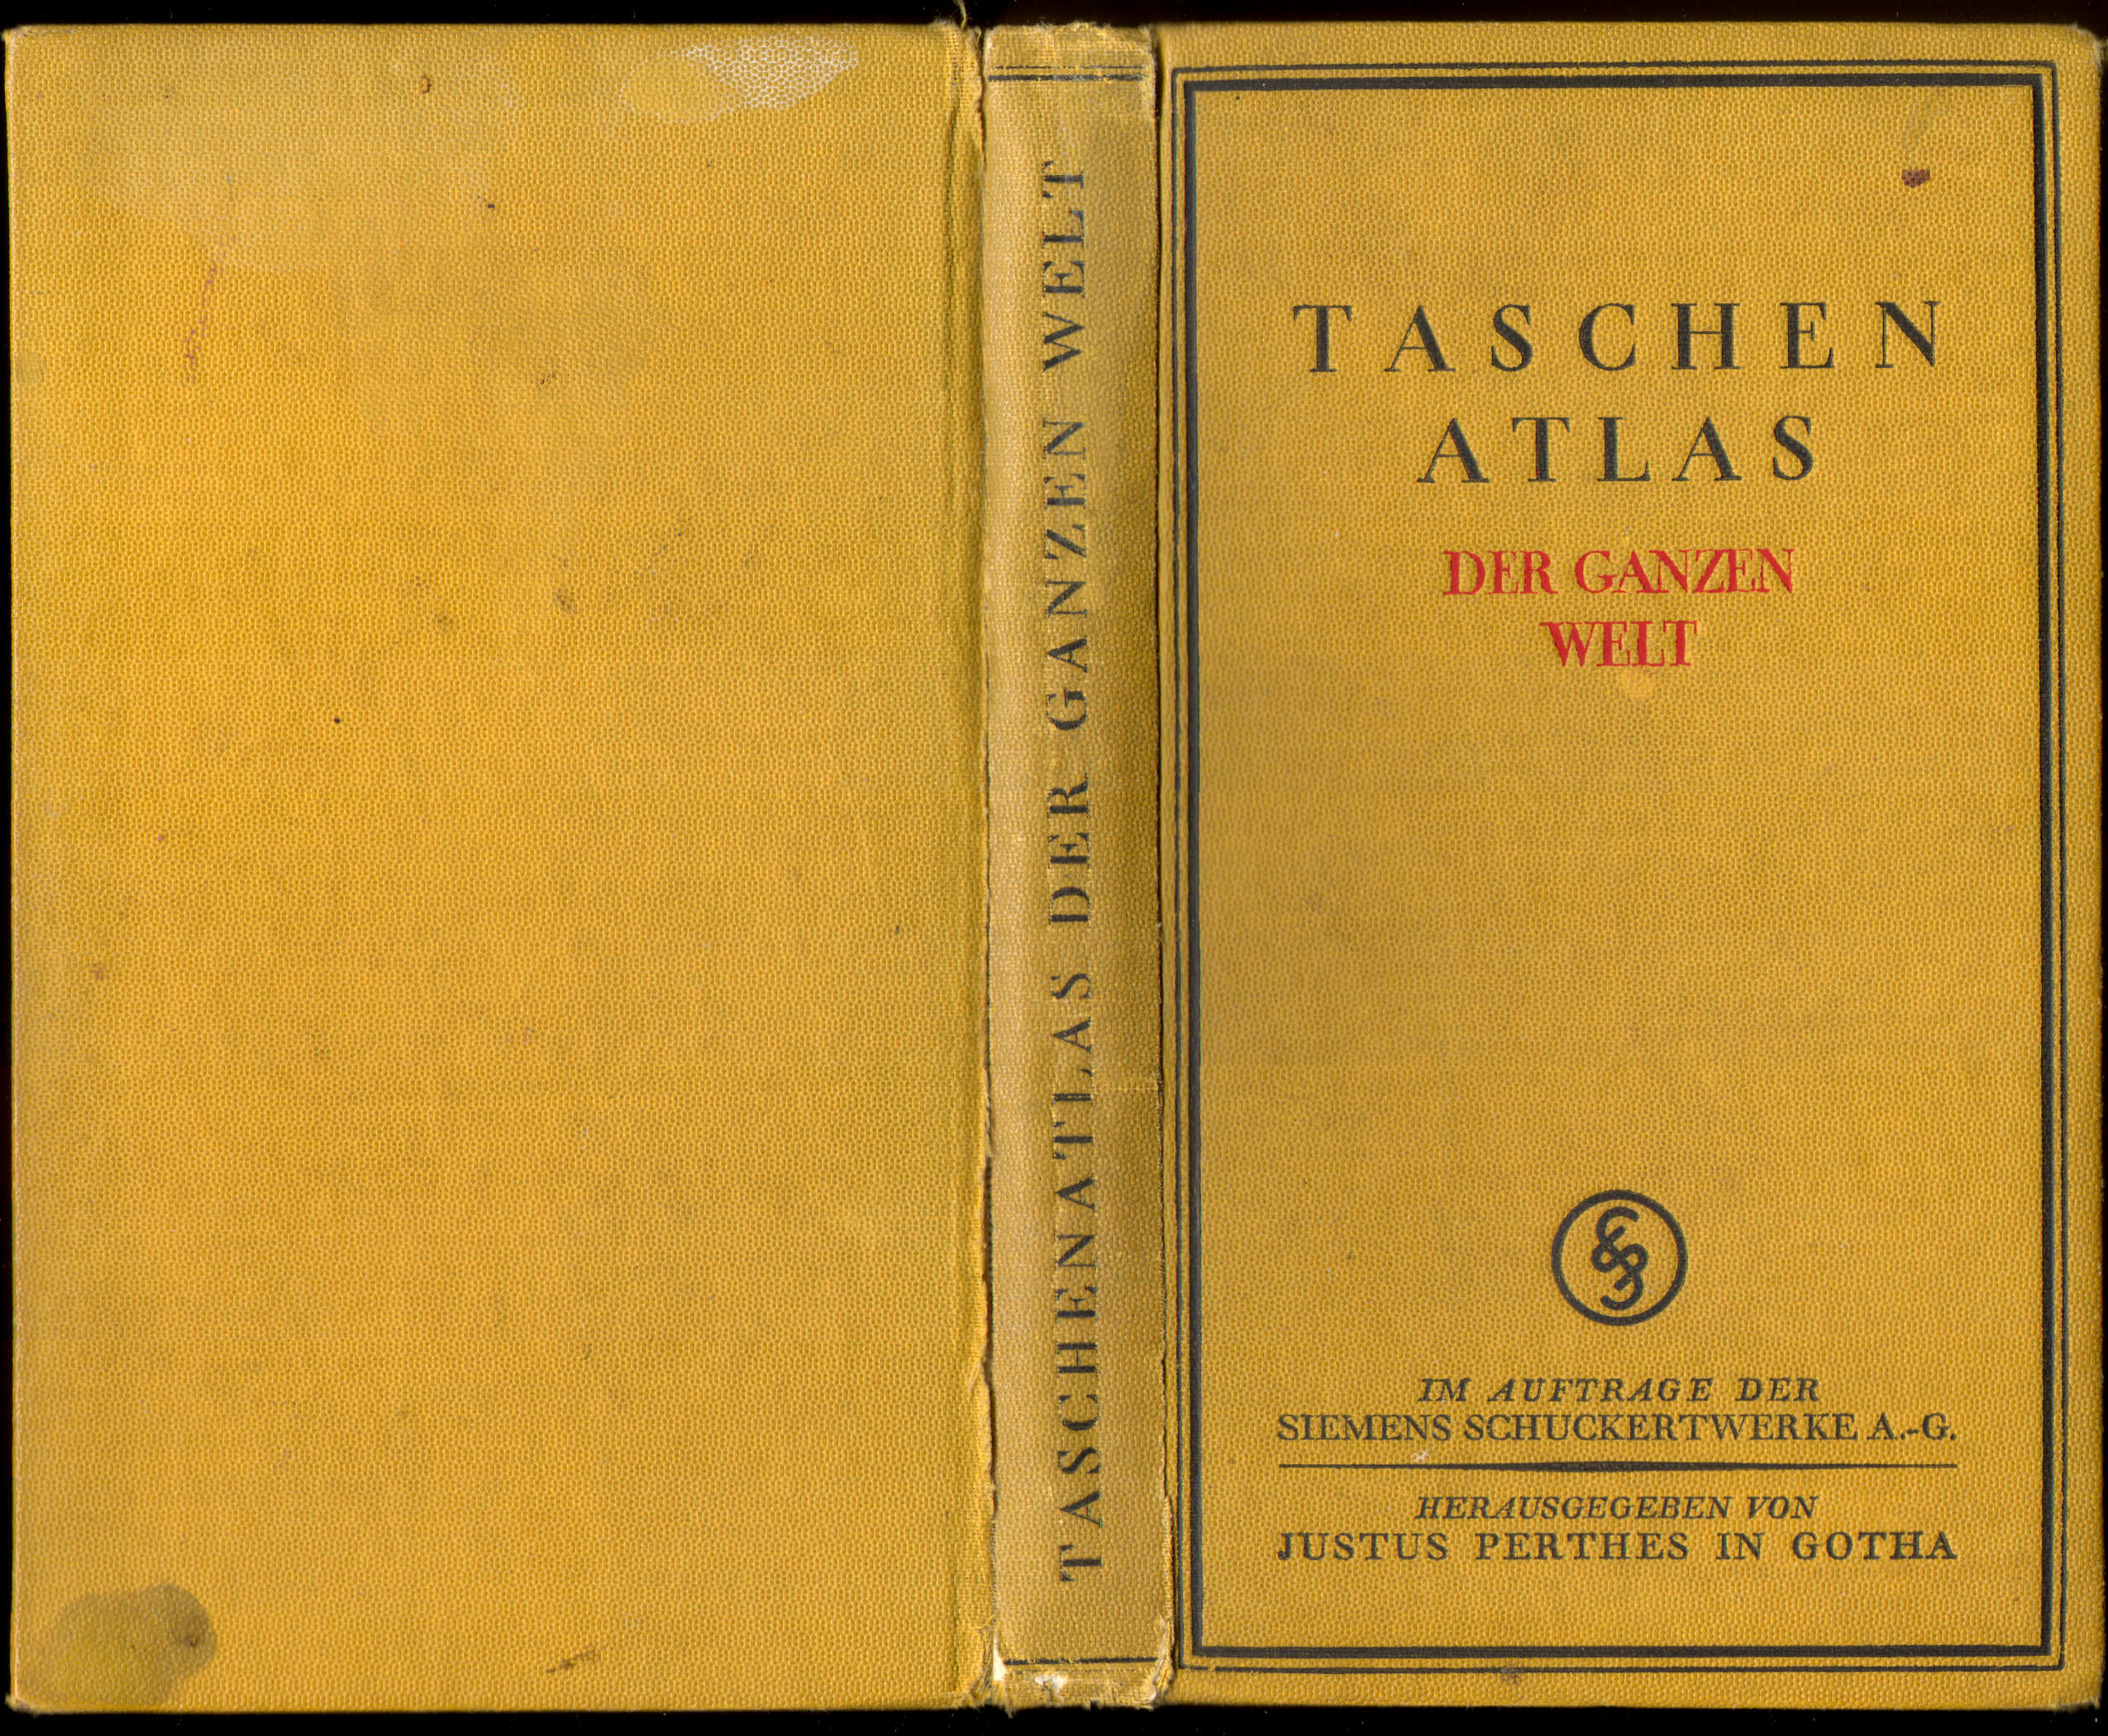 TASCHENATLAS DER GANZEN WELT
TASCHEN
ATLAS
DER GANZEN
WELT
IM AUFTRAGE DER
SIEMENS SCHUCKERTWERKE A.-G.
HERAUSGEGEBEN VON
JUSTUS PERTHES IN GOTHA